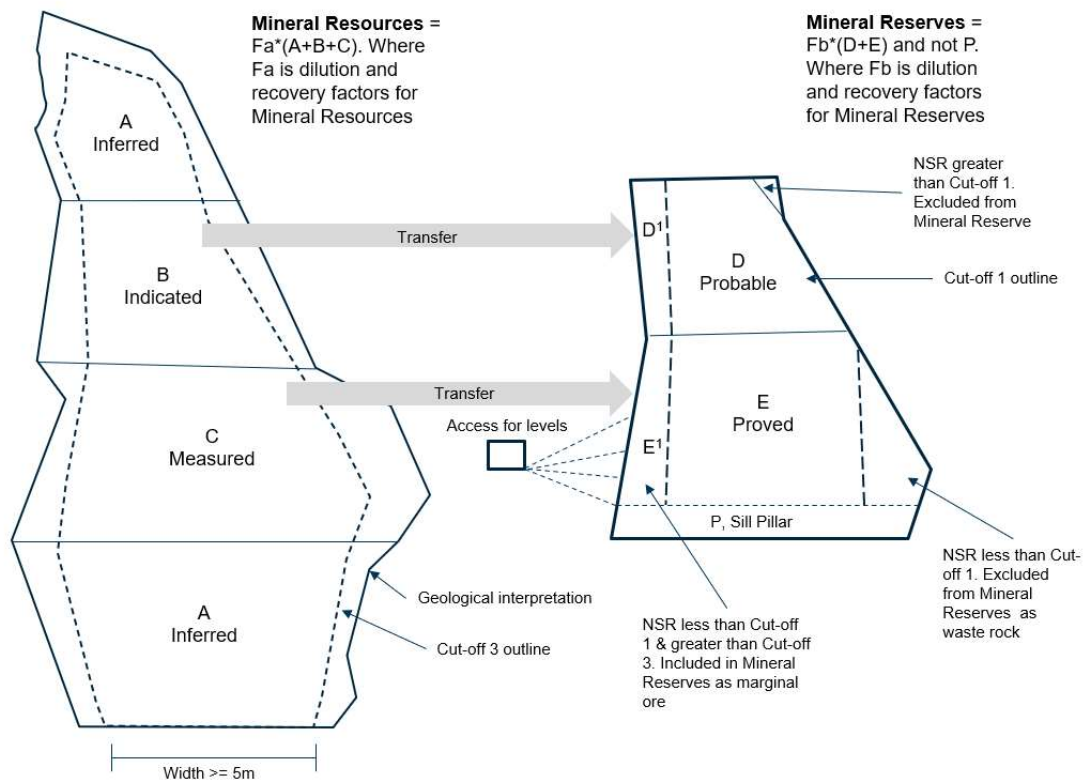 Mineral Resources =
Fa*(A+B+C). Where
Fa is dilution and
recovery factors for
Mineral Resources
Mineral Reserves =
Fb*(D+E) and not P.
Where Fb is dilution
and recovery factors
for Mineral Reserves
A
Inferred
NSR greater
than Cut-off 1.
Excluded from
Mineral Reserve
Transfer
D¹
B
Indicated
D
Probable
Cut-off 1 outline
Transfer
Access for levels
C
Measured
E¹
E
Proved
P, Sill Pillar
A
Inferred
Geological interpretation
Cut-off 3 outline
NSR less than Cut-off
1 & greater than Cut-off
3. Included in Mineral
Reserves as marginal
ore
NSR less than Cut-
off 1. Excluded
from Mineral
Reserves as
waste rock
Width >= 5m